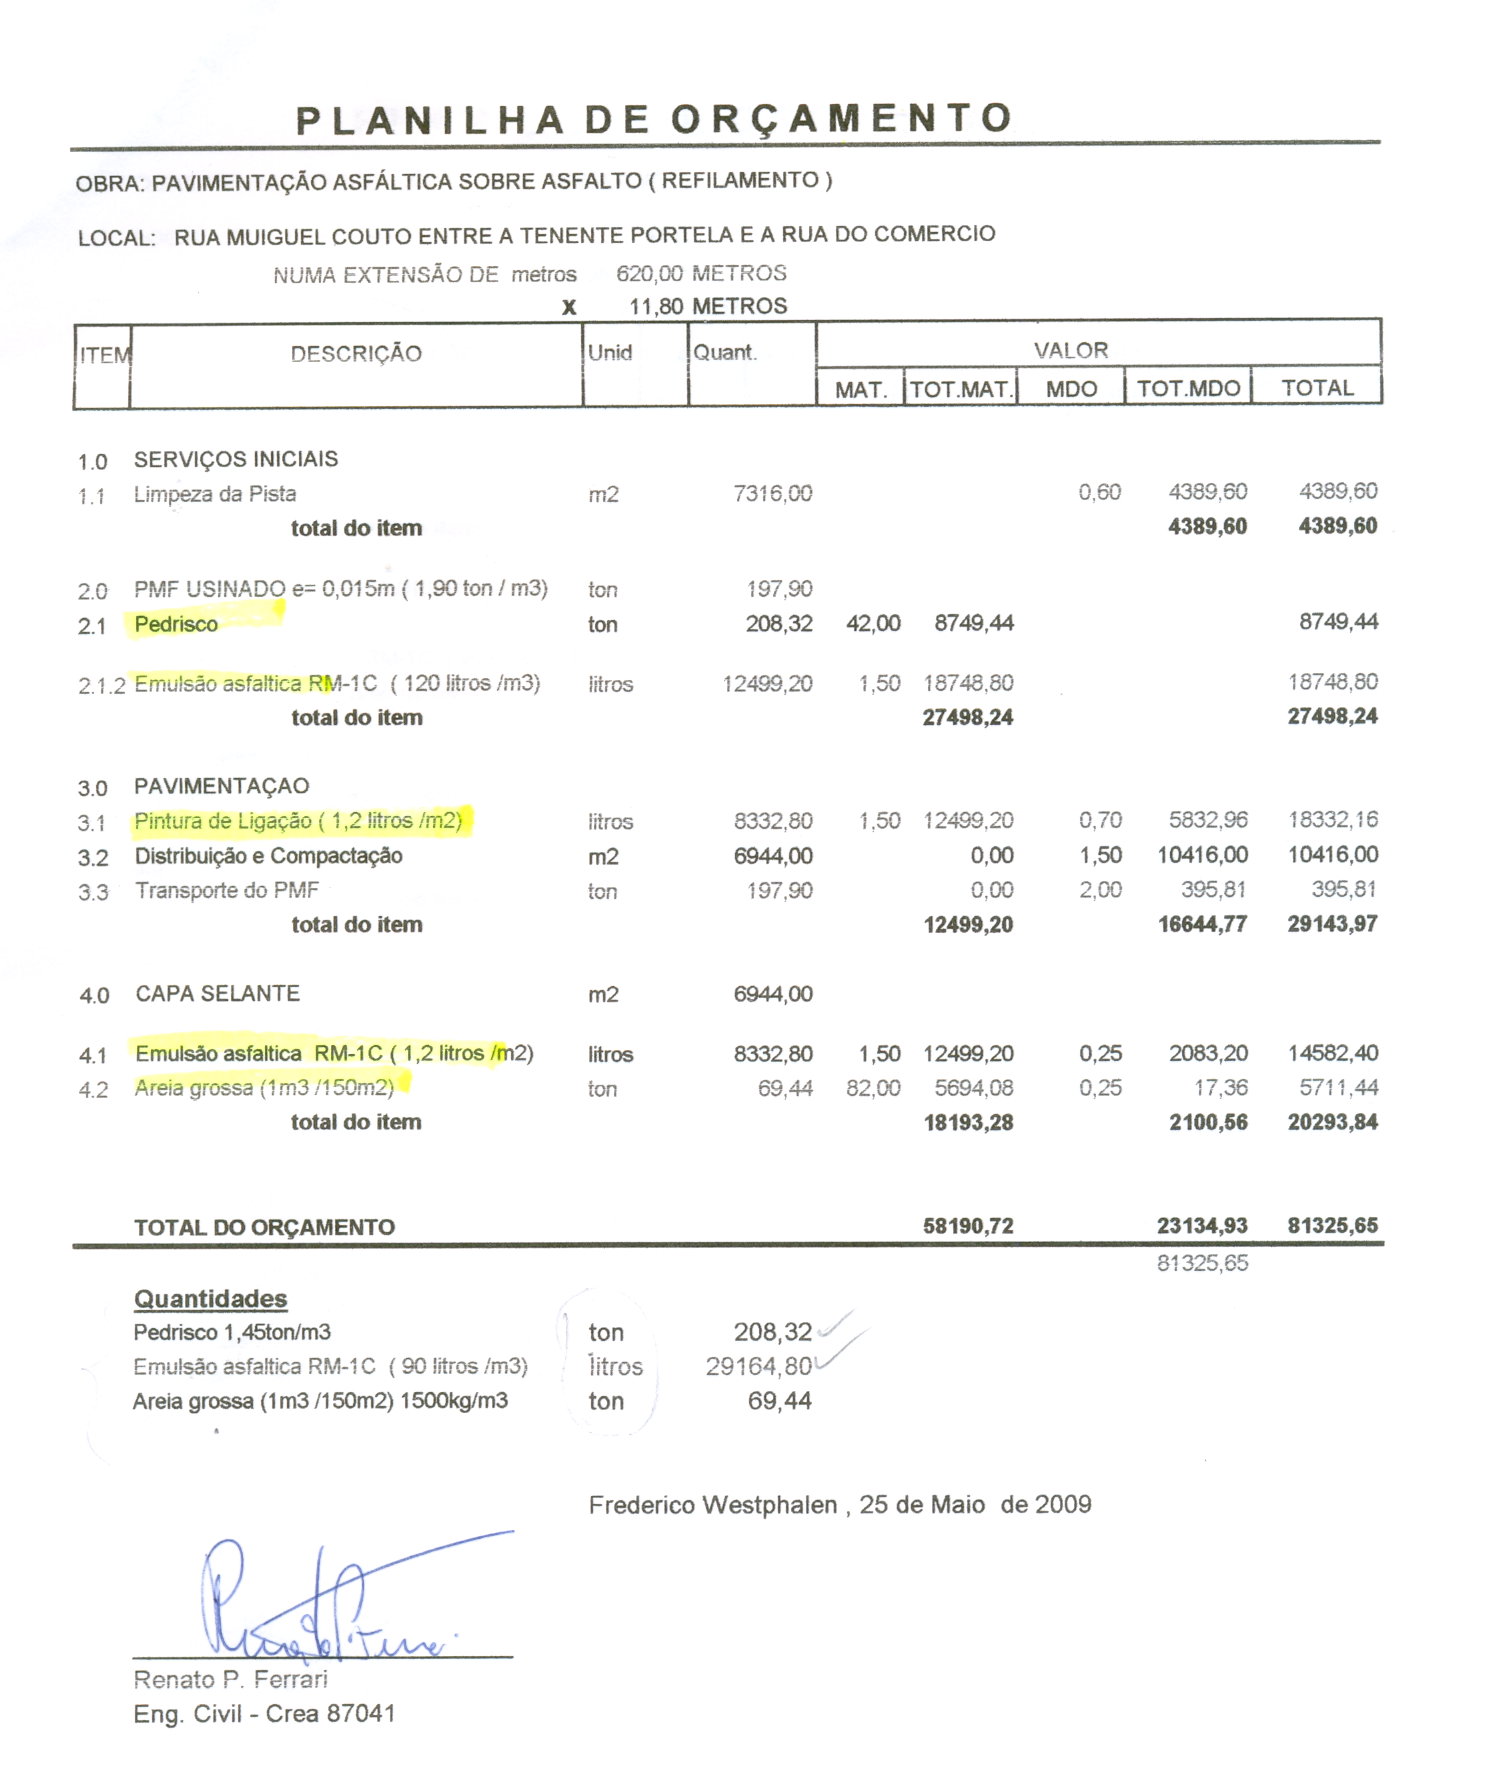 PLANILHA DE ORÇAMENTO
OBRA: PAVIMENTAÇÃO ASFÁLTICA SOBRE ASFALTO ( REFILAMENTO )
LOCAL: RUA MUIGUEL COUTO ENTRE A TENENTE PORTELA E A RUA DO COMERCIO
NUMA EXTENSÃO DE metros 620,00 METROS
X 11,80 METROS
ITEM DESCRIÇÃO Unid Quant. VALOR
MAT. TOT.MAT. MDO TOT.MDO TOTAL
1.0 SERVIÇOS INICIAIS
1.1 Limpeza da Pista m2 7316,00 0,60 4389,60 4389,60
total do item 4389,60 4389,60
2.0 PMF USINADO e= 0,015m ( 1,90 ton / m3) ton 197,90
2.1 Pedrisco ton 208,32 42,00 8749,44 8749,44
2.1.2 Emulsão asfaltica RM-1C ( 120 litros /m3) litros 12499,20 1,50 18748,80 18748,80
total do item 27498,24 27498,24
3.0 PAVIMENTAÇAO
3.1 Pintura de Ligação ( 1,2 litros /m2) litros 8332,80 1,50 12499,20 0,70 5832,96 18332,16
3.2 Distribuição e Compactação m2 6944,00 0,00 1,50 10416,00 10416,00
3.3 Transporte do PMF ton 197,90 0,00 2,00 395,81 395,81
total do item 12499,20 16644,77 29143,97
4.0 CAPA SELANTE m2 6944,00
4.1 Emulsão asfaltica RM-1C ( 1,2 litros /m2) litros 8332,80 1,50 12499,20 0,25 2083,20 14582,40
4.2 Areia grossa (1m3 /150m2) ton 69,44 82,00 5694,08 0,25 17,36 5711,44
total do item 18193,28 2100,56 20293,84
TOTAL DO ORÇAMENTO 58190,72 23134,93 81325,65
81325,65
Quantidades
Pedrisco 1,45ton/m3 ton 208,32
Emulsão asfaltica RM-1C ( 90 litros /m3) litros 29164,80
Areia grossa (1m3 /150m2) 1500kg/m3 ton 69,44
Frederico Westphalen , 25 de Maio de 2009
Renato P. Ferrari
Eng. Civil - Crea 87041